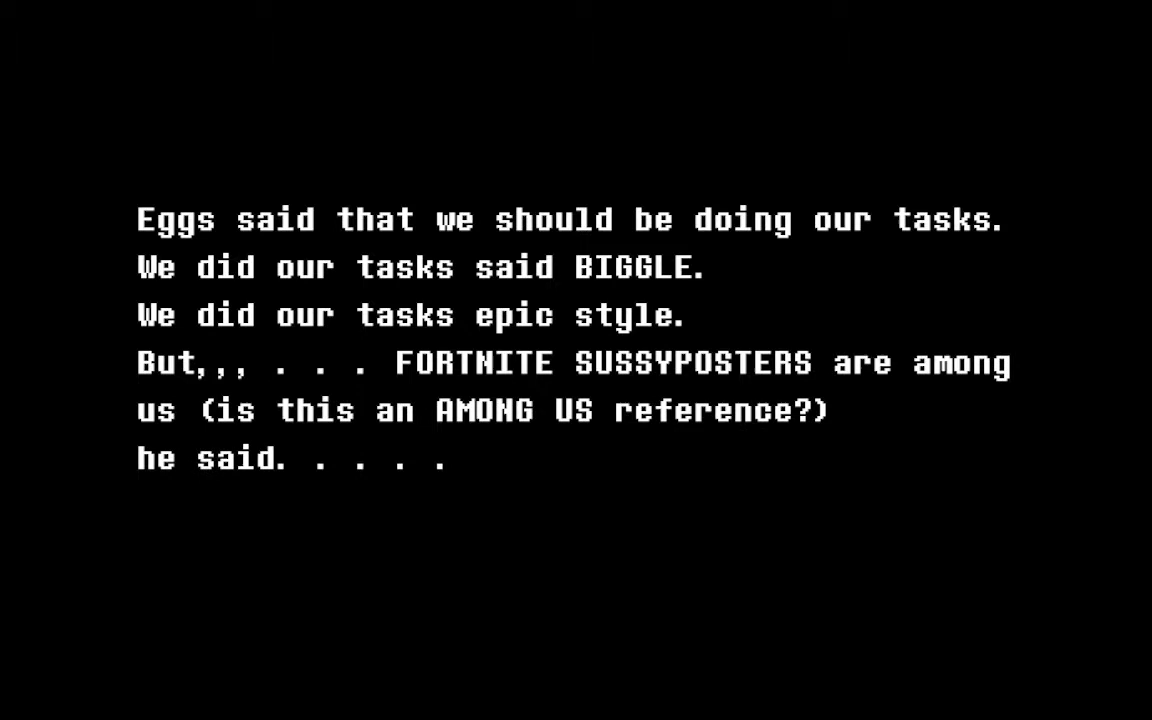 Eggs said that we should be doing our tasks.
We did our tasks said BIGGLE.
We did our tasks epic style.
But,,, . . . FORTNITE SUSSYPOSTERS are among
us (is this an AMONG US reference?)
he said. . . . .